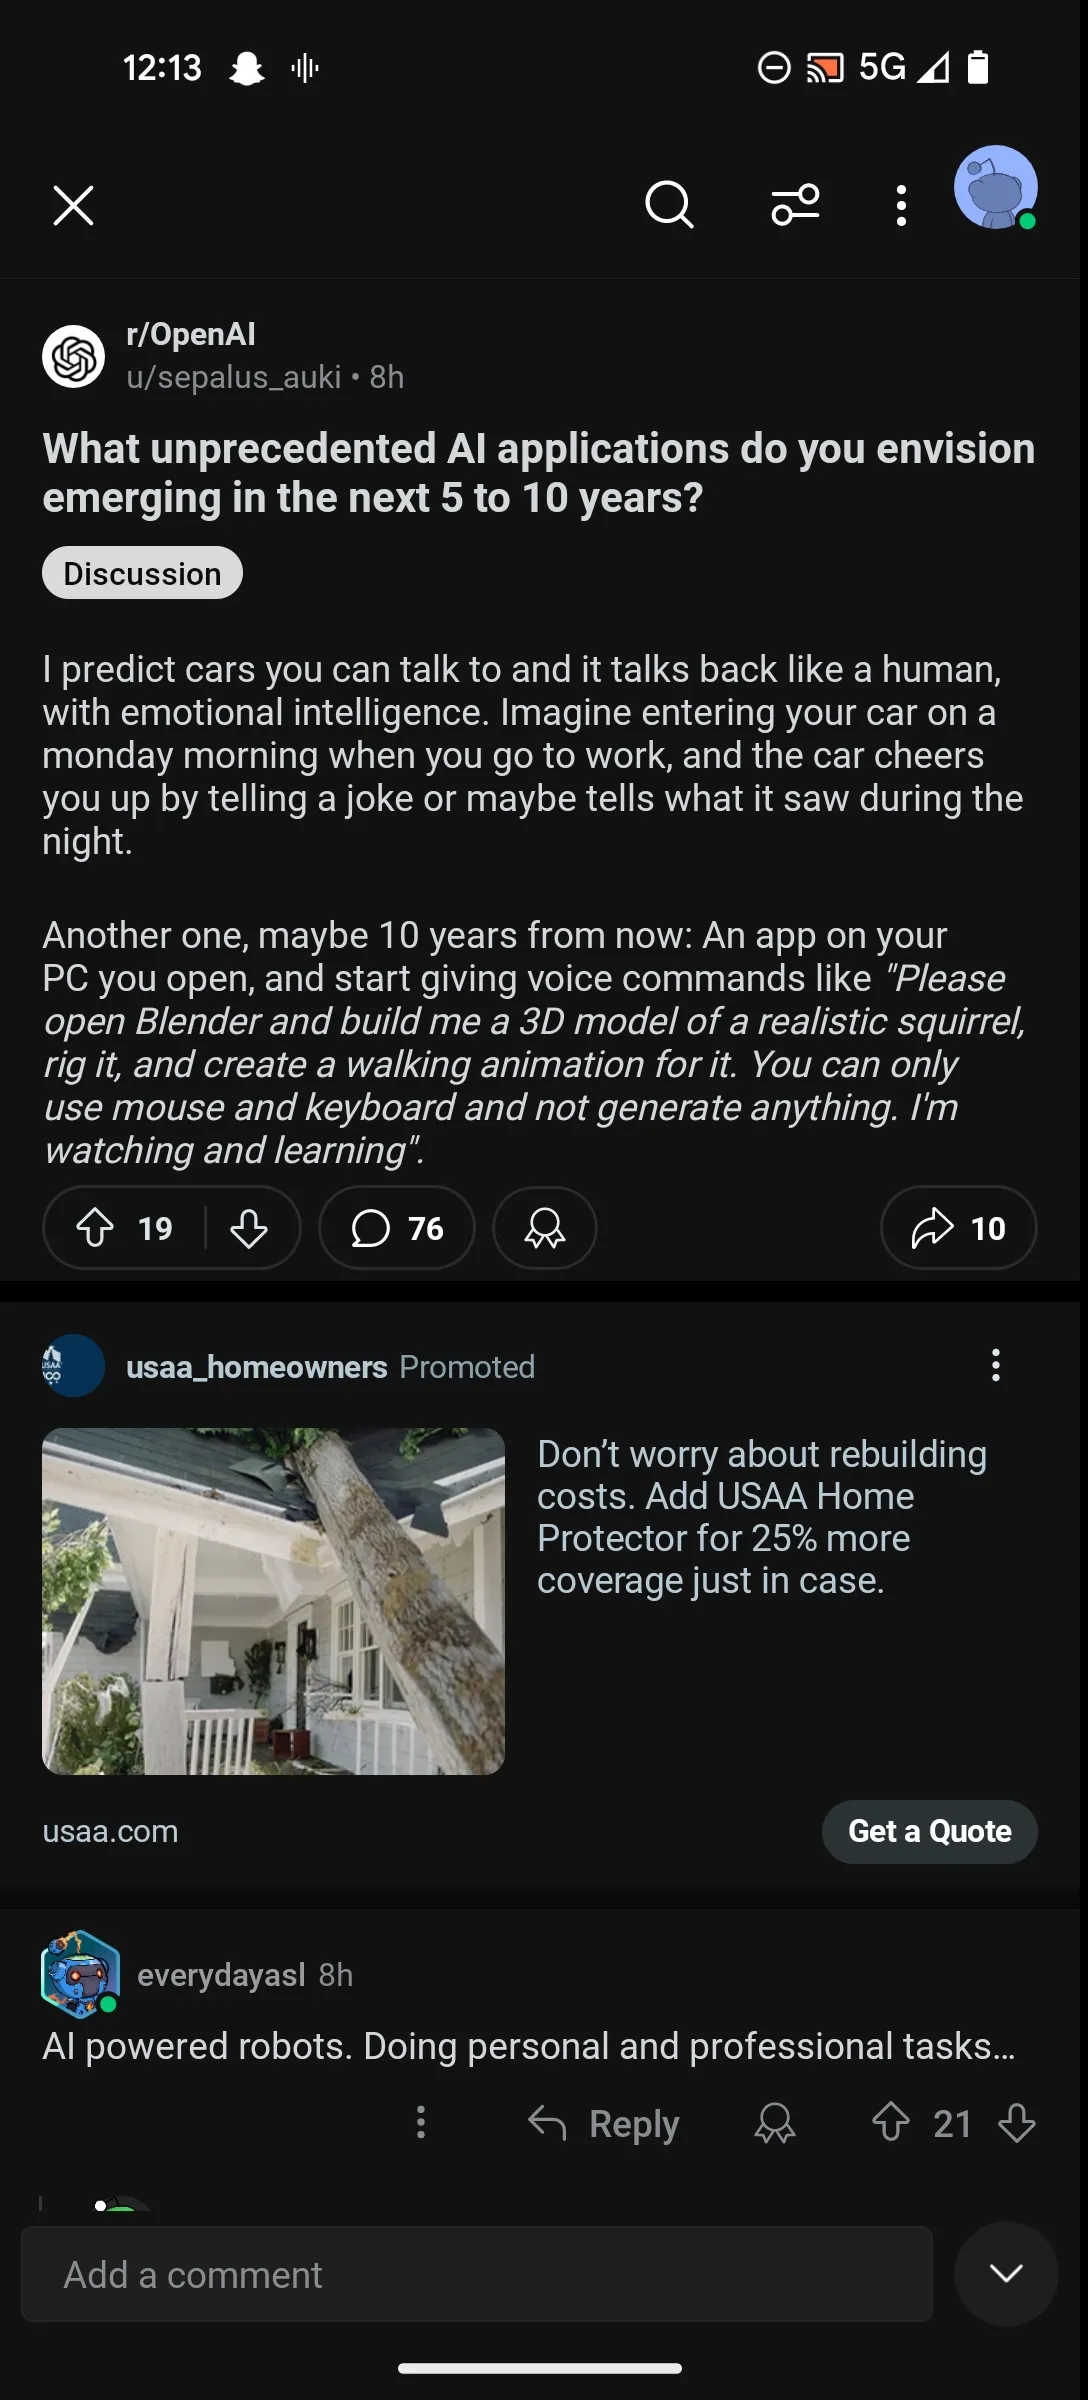 12:13
5G
r/OpenAI
u/sepalus_auki • 8h
What unprecedented AI applications do you envision
emerging in the next 5 to 10 years?
Discussion
I predict cars you can talk to and it talks back like a human,
with emotional intelligence. Imagine entering your car on a
monday morning when you go to work, and the car cheers
you up by telling a joke or maybe tells what it saw during the
night.
Another one, maybe 10 years from now: An app on your
PC you open, and start giving voice commands like "Please
open Blender and build me a 3D model of a realistic squirrel,
rig it, and create a walking animation for it. You can only
use mouse and keyboard and not generate anything. I'm
watching and learning".
19
76
10
USAA
usaa_homeowners Promoted
Don’t worry about rebuilding
costs. Add USAA Home
Protector for 25% more
coverage just in case.
usaa.com
Get a Quote
everydayasl 8h
AI powered robots. Doing personal and professional tasks...
Reply
21
Add a comment